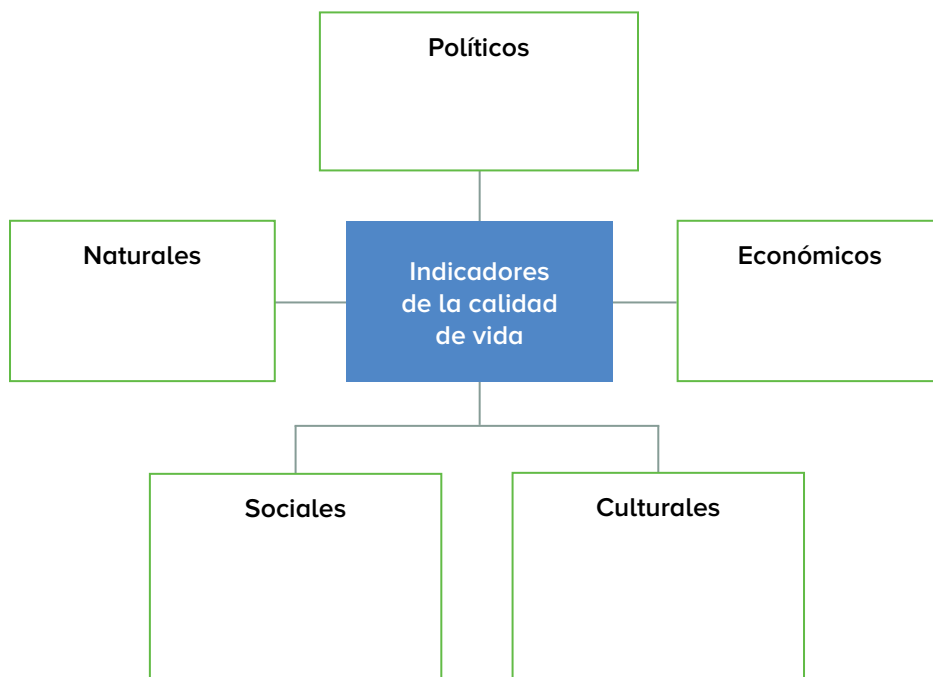 Políticos
Naturales
Indicadores
de la calidad
de vida
Económicos
Sociales
Culturales